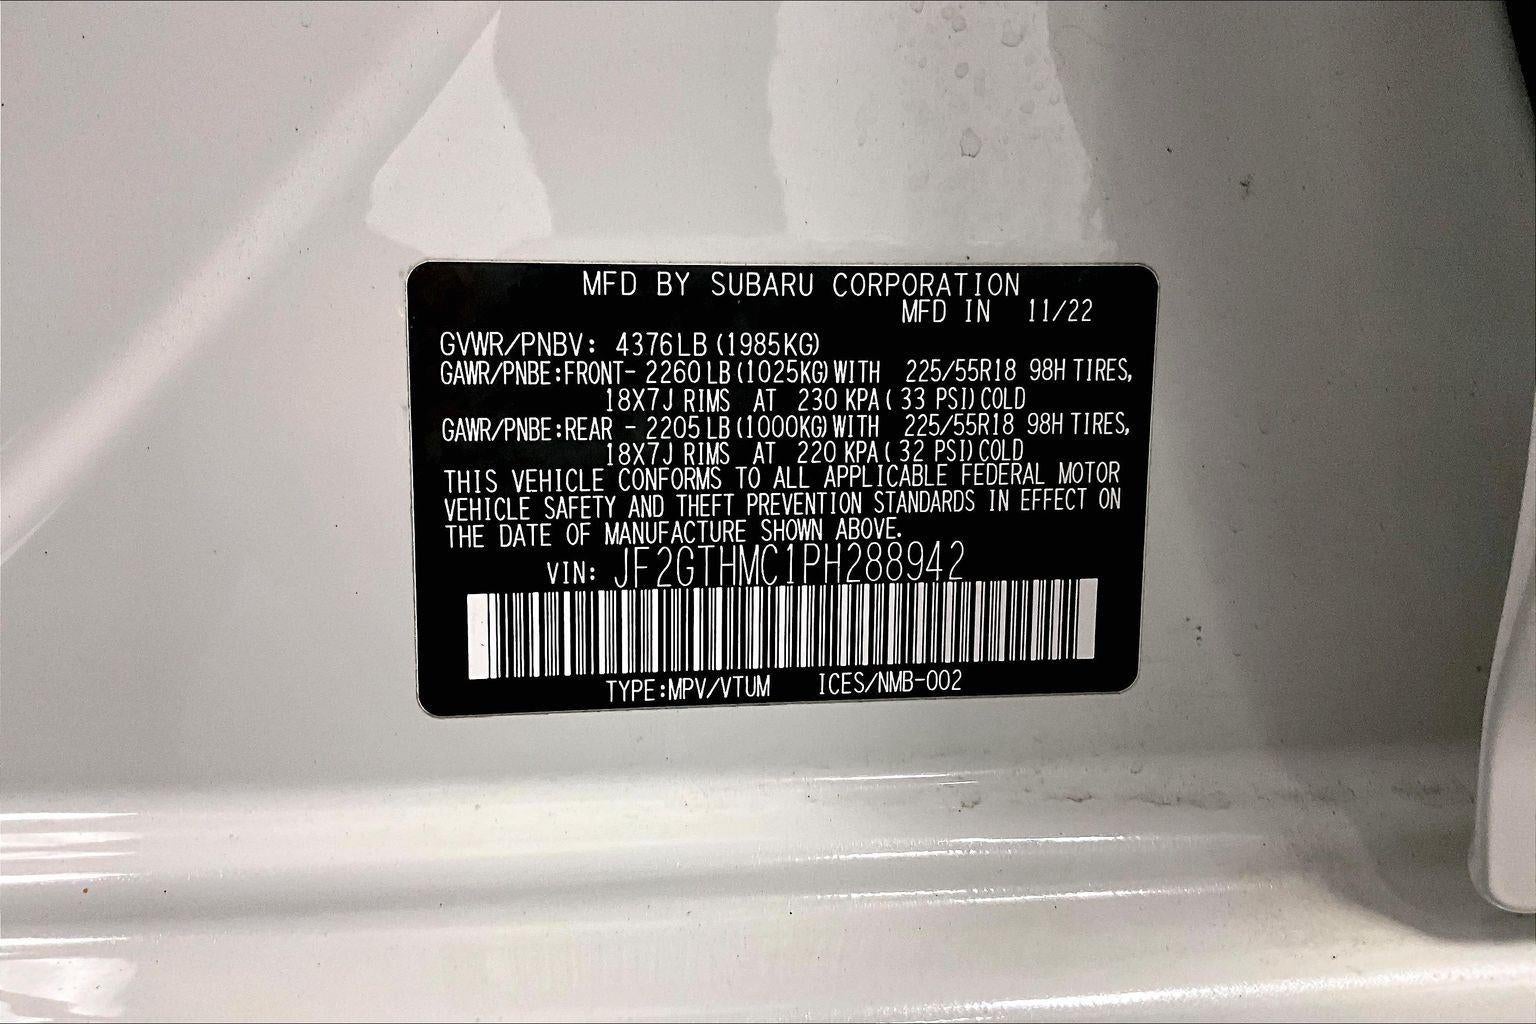 MFD BY SUBARU CORPORATION
MFD IN 11/22
GVWR/PNBV: 4376LB (1985KG)
GAWR/PNBE:FRONT- 2260LB (1025KG) WITH 225/55R18 98H TIRES,
18X7J RIMS AT 230 KPA ( 33 PSI) COLD
GAWR/PNBE:REAR - 2205LB (1000KG) WITH 225/55R18 98H TIRES,
18X7J RIMS AT 220 KPA ( 32 PSI) COLD
THIS VEHICLE CONFORMS TO ALL APPLICABLE FEDERAL MOTOR
VEHICLE SAFETY AND THEFT PREVENTION STANDARDS IN EFFECT ON
THE DATE OF MANUFACTURE SHOWN ABOVE.
VIN: JF2GTHMC1PH288942
TYPE:MPV/VTUM ICES/NMB-002